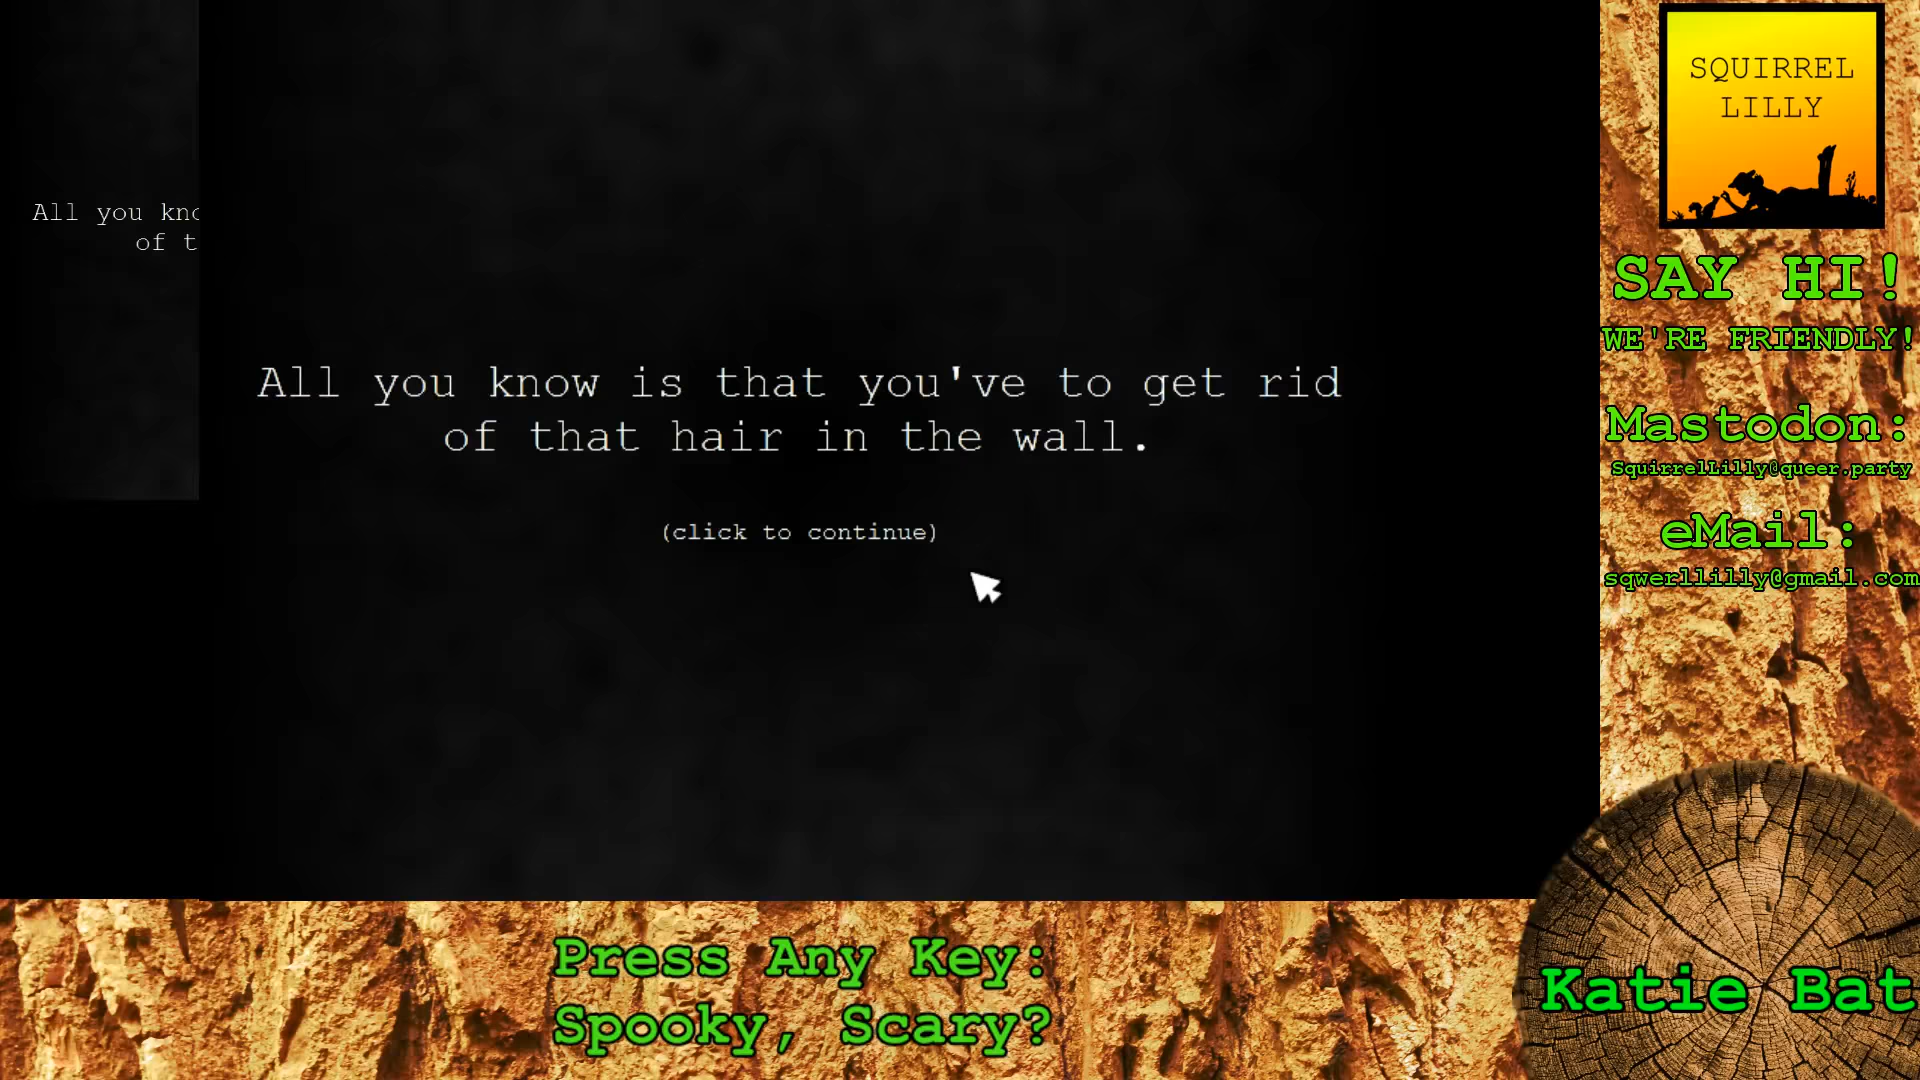 All you kno
of t
All you know is that you've to get rid
of that hair in the wall.
(click to continue)
SQUIRREL
LILLY
SAY HI!
WE'RE FRIENDLY!
Mastodon:
SquirrelLilly@queer.party
eMail:
sqwerllilly@gmail.com
Press Any Key:
Spooky, Scary?
Katie Bat